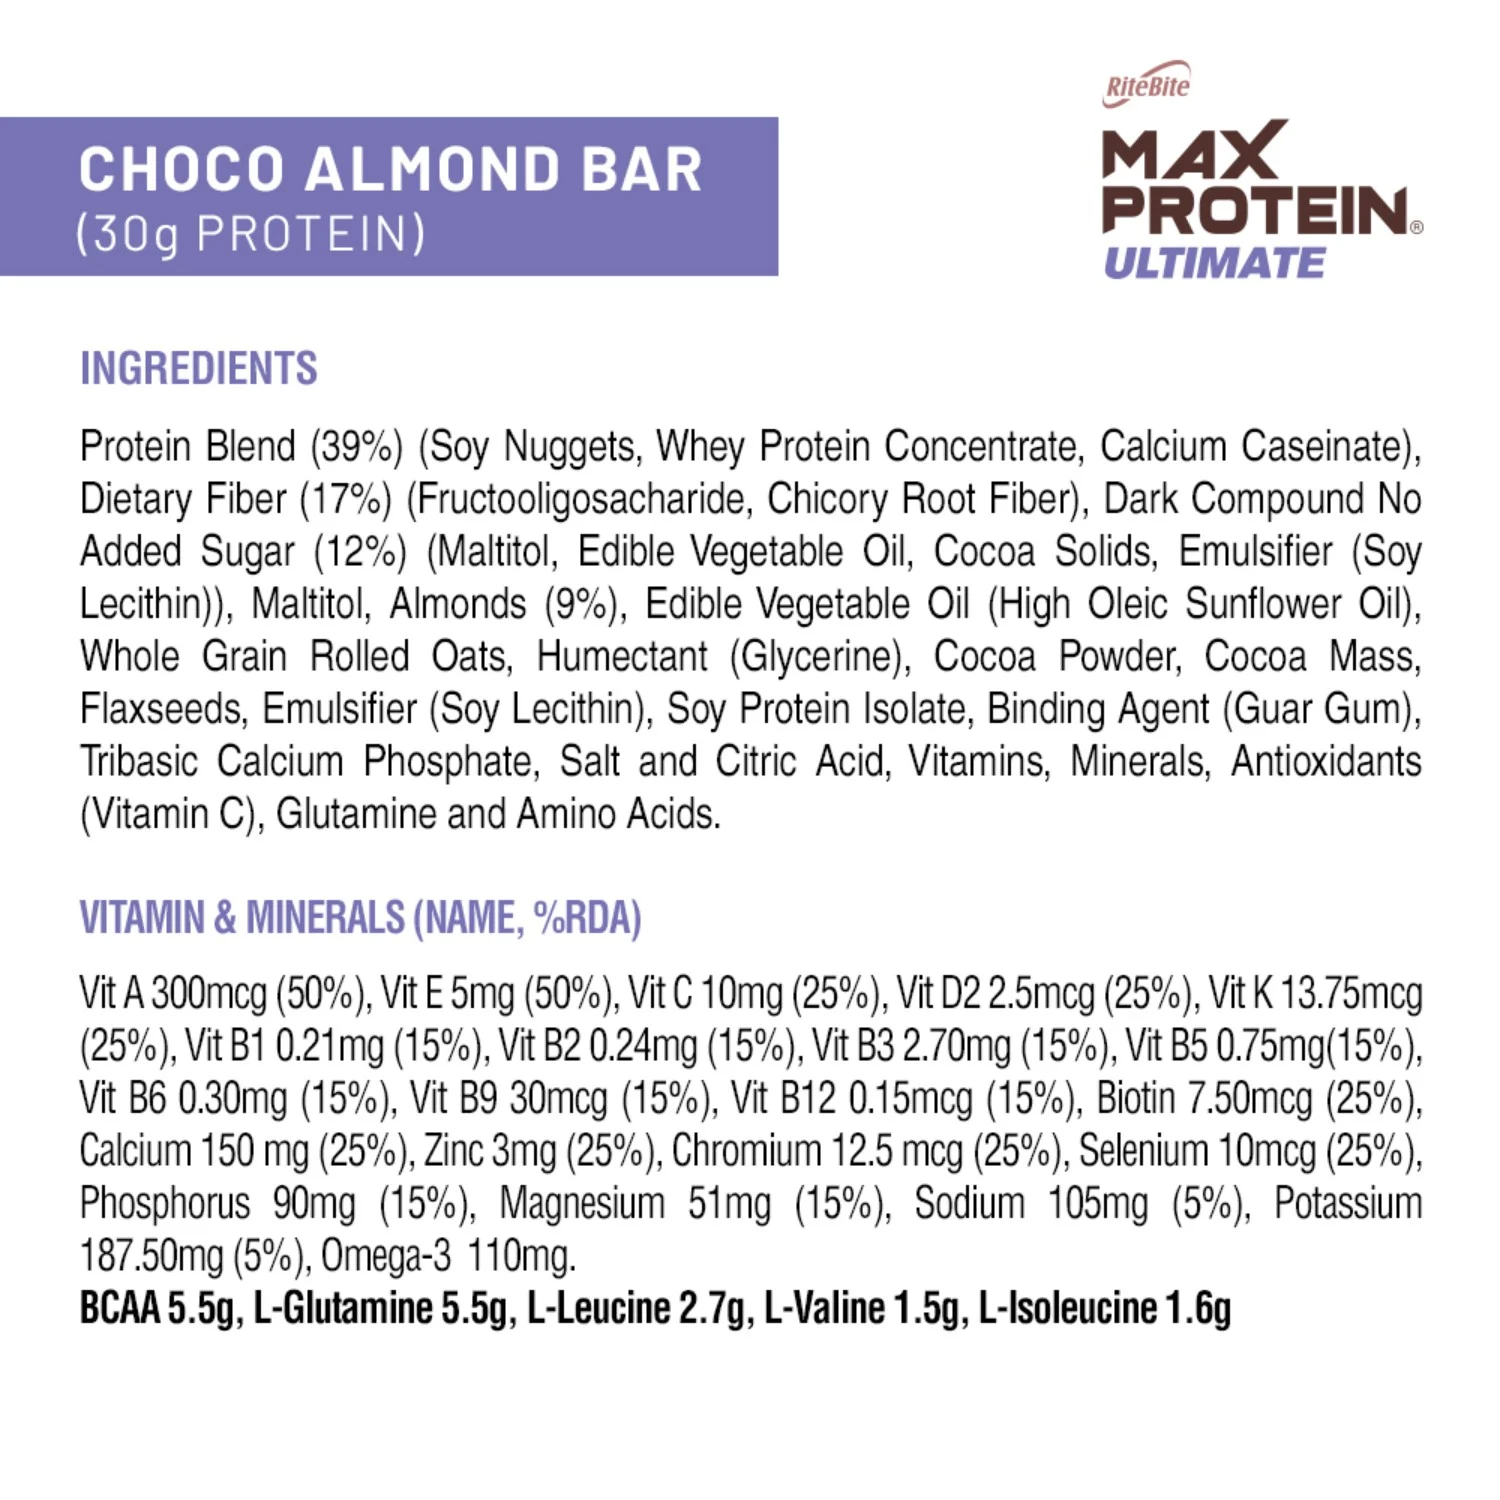 RiteBite
MAX
PROTEIN®
ULTIMATE
CHOCO ALMOND BAR
(30g PROTEIN)
INGREDIENTS
Protein Blend (39%) (Soy Nuggets, Whey Protein Concentrate, Calcium Caseinate),
Dietary Fiber (17%) (Fructooligosacharide, Chicory Root Fiber), Dark Compound No
Added Sugar (12%) (Maltitol, Edible Vegetable Oil, Cocoa Solids, Emulsifier (Soy
Lecithin)), Maltitol, Almonds (9%), Edible Vegetable Oil (High Oleic Sunflower Oil),
Whole Grain Rolled Oats, Humectant (Glycerine), Cocoa Powder, Cocoa Mass,
Flaxseeds, Emulsifier (Soy Lecithin), Soy Protein Isolate, Binding Agent (Guar Gum),
Tribasic Calcium Phosphate, Salt and Citric Acid, Vitamins, Minerals, Antioxidants
(Vitamin C), Glutamine and Amino Acids.
VITAMIN & MINERALS (NAME, %RDA)
Vit A 300mcg (50%), Vit E 5mg (50%), Vit C 10mg (25%), Vit D2 2.5mcg (25%), Vit K 13.75mcg
(25%), Vit B1 0.21mg (15%), Vit B2 0.24mg (15%), Vit B3 2.70mg (15%), Vit B5 0.75mg(15%),
Vit B6 0.30mg (15%), Vit B9 30mcg (15%), Vit B12 0.15mcg (15%), Biotin 7.50mcg (25%),
Calcium 150 mg (25%), Zinc 3mg (25%), Chromium 12.5 mcg (25%), Selenium 10mcg (25%),
Phosphorus 90mg (15%), Magnesium 51mg (15%), Sodium 105mg (5%), Potassium
187.50mg (5%), Omega-3 110mg.
BCAA 5.5g, L-Glutamine 5.5g, L-Leucine 2.7g, L-Valine 1.5g, L-Isoleucine 1.6g